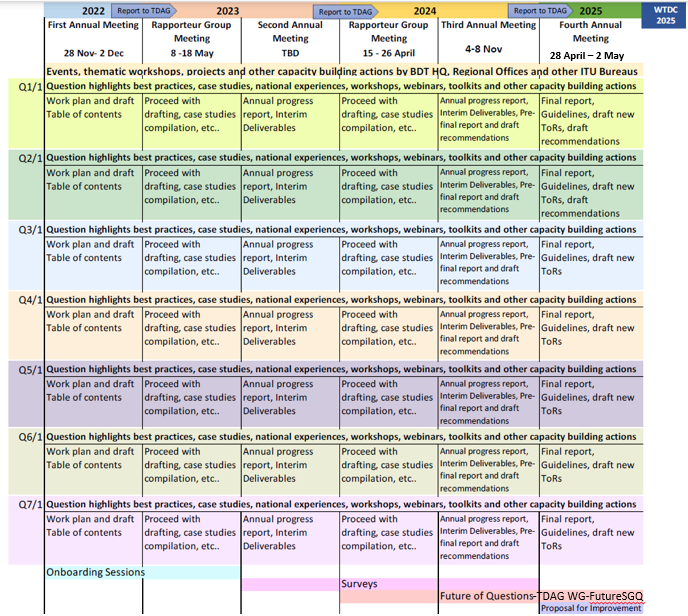 2022 Report to TDAG 2023 Report to TDAG 2024 Report to TDAG 2025 WTDC
2025
First Annual Meeting
28 Nov- 2 Dec
Rapporteur Group
Meeting
8 -18 May
Second Annual
Meeting
TBD
Rapporteur Group
Meeting
15 - 26 April
Third Annual Meeting
4-8 Nov
Fourth Annual
Meeting
28 April – 2 May
Events, thematic workshops, projects and other capacity building actions by BDT HQ, Regional Offices and other ITU Bureaus
Q1/1 Question highlights best practices, case studies, national experiences, workshops, webinars, toolkits and other capacity building actions
Work plan and draft
Table of contents
Proceed with
drafting, case studies
compilation, etc..
Annual progress
report, Interim
Deliverables
Proceed with
drafting, case studies
compilation, etc..
Annual progress report,
Interim Deliverables, Pre-
final report and draft
recommendations
Final report,
Guidelines, draft new
ToRs, draft
recommendations
Q2/1 Question highlights best practices, case studies, national experiences, workshops, webinars, toolkits and other capacity building actions
Work plan and draft
Table of contents
Proceed with
drafting, case studies
compilation, etc..
Annual progress
report, Interim
Deliverables
Proceed with
drafting, case studies
compilation, etc..
Annual progress report,
Interim Deliverables, Pre-
final report and draft
recommendations
Final report,
Guidelines, draft new
ToRs, draft
recommendations
Q3/1 Question highlights best practices, case studies, national experiences, workshops, webinars, toolkits and other capacity building actions
Work plan and draft
Table of contents
Proceed with
drafting, case studies
compilation, etc..
Annual progress
report, Interim
Deliverables
Proceed with
drafting, case studies
compilation, etc..
Annual progress report,
Interim Deliverables, Pre-
final report and draft
recommendations
Final report,
Guidelines, draft new
ToRs
Q4/1 Question highlights best practices, case studies, national experiences, workshops, webinars, toolkits and other capacity building actions
Work plan and draft
Table of contents
Proceed with
drafting, case studies
compilation, etc..
Annual progress
report, Interim
Deliverables
Proceed with
drafting, case studies
compilation, etc..
Annual progress report,
Interim Deliverables, Pre-
final report and draft
recommendations
Final report,
Guidelines, draft new
ToRs
Q5/1 Question highlights best practices, case studies, national experiences, workshops, webinars, toolkits and other capacity building actions
Work plan and draft
Table of contents
Proceed with
drafting, case studies
compilation, etc..
Annual progress
report, Interim
Deliverables
Proceed with
drafting, case studies
compilation, etc..
Annual progress report,
Interim Deliverables, Pre-
final report and draft
recommendations
Final report,
Guidelines, draft new
ToRs
Q6/1 Question highlights best practices, case studies, national experiences, workshops, webinars, toolkits and other capacity building actions
Work plan and draft
Table of contents
Proceed with
drafting, case studies
compilation, etc..
Annual progress
report, Interim
Deliverables
Proceed with
drafting, case studies
compilation, etc..
Annual progress report,
Interim Deliverables, Pre-
final report and draft
recommendations
Final report,
Guidelines, draft new
ToRs
Q7/1 Question highlights best practices, case studies, national experiences, workshops, webinars, toolkits and other capacity building actions
Work plan and draft
Table of contents
Proceed with
drafting, case studies
compilation, etc..
Annual progress
report, Interim
Deliverables
Proceed with
drafting, case studies
compilation, etc..
Annual progress report,
Interim Deliverables, Pre-
final report and draft
recommendations
Final report,
Guidelines, draft new
ToRs
Onboarding Sessions
Surveys
Future of Questions-TDAG WG-FutureSGQ
Proposal for Improvement